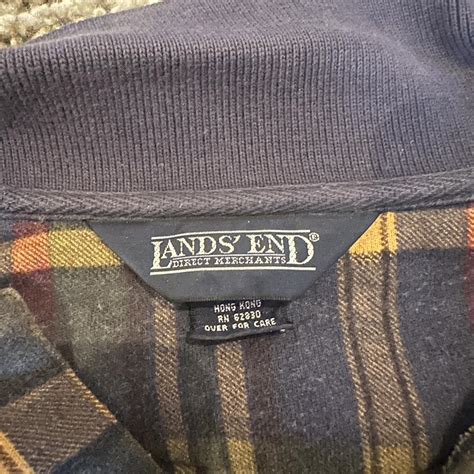 LANDS' END®
DIRECT MERCHANTS
HONG KONG
RN 62830
OVER FOR CARE